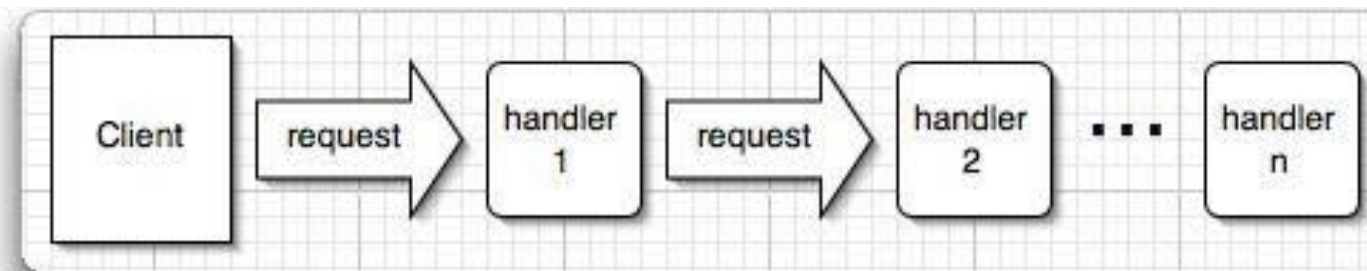 Client
request
handler
1
request
handler
2
...
handler
n